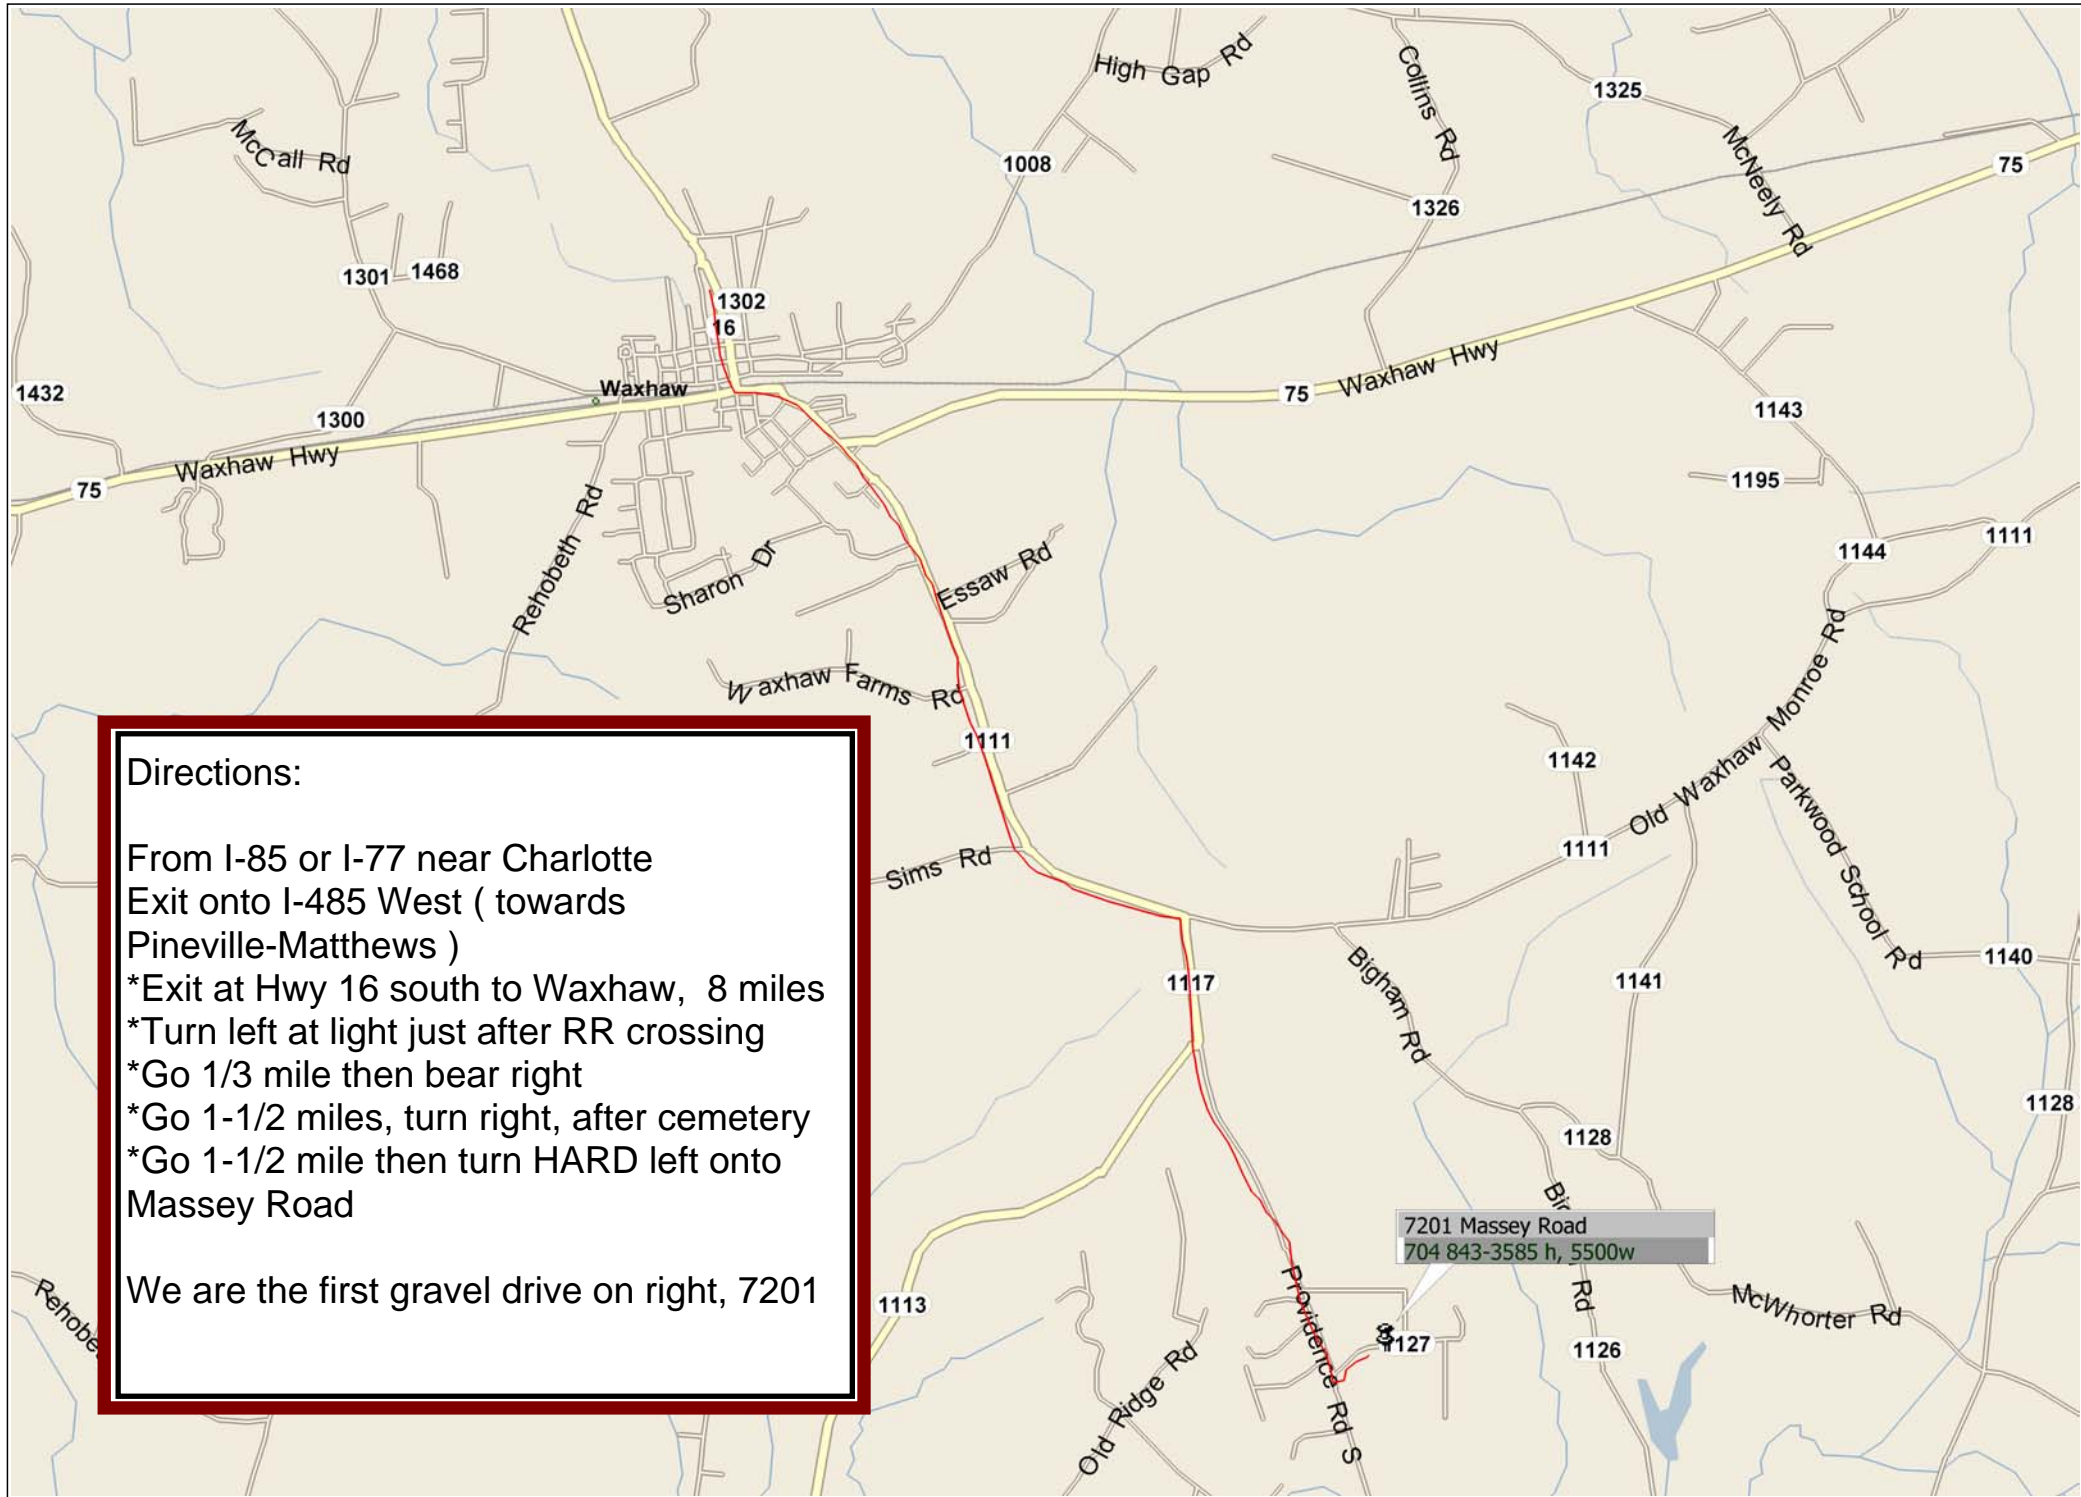 High Gap Rd
Collins Rd
1325
McCall Rd
1008
McNeely Rd
75
1326
1301
1468
1302
16
Waxhaw
1432
1300
75
Waxhaw Hwy
1143
Waxhaw Hwy
75
1195
Rehobeth Rd
1144
1111
Sharon Dr
Essaw Rd
Waxhaw Farms Rd
1111
1142
Old Waxhaw Monroe Rd
Parkwood School Rd
1111
Sims Rd
1117
Bigham Rd
1141
1140
1128
1128
Directions:
From I-85 or I-77 near Charlotte
Exit onto I-485 West ( towards
Pineville-Matthews )
*Exit at Hwy 16 south to Waxhaw, 8 miles
*Turn left at light just after RR crossing
*Go 1/3 mile then bear right
*Go 1-1/2 miles, turn right, after cemetery
*Go 1-1/2 mile then turn HARD left onto
Massey Road
We are the first gravel drive on right, 7201
7201 Massey Road
704 843-3585 h, 5500w
Rd
1113
Providence Rd S
1127
1126
McWhorter Rd
Old Ridge Rd